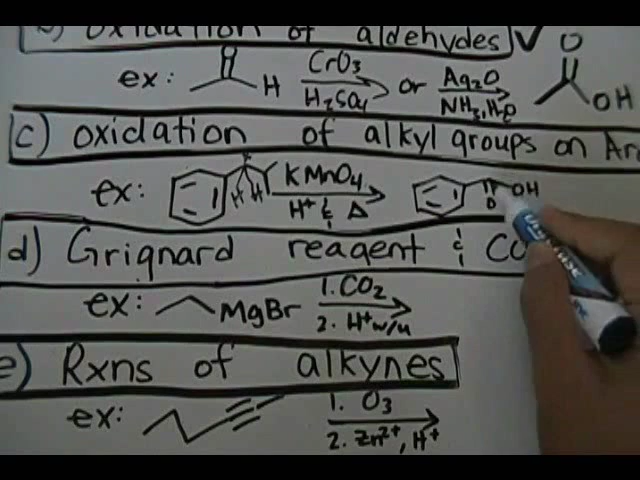 b) oxidation of aldehydes ✓
O
ex: H CrO3 H2SO4 or Ag2O NH3, H2O OH
c) oxidation of alkyl groups on Ar
ex: H H KMnO4 H+ & Δ O OH
d) Grignard reagent & CO
ex: MgBr 1. CO2 2. H+
e) Rxns of alkynes
ex: 1. O3 2. Zn2+, H+